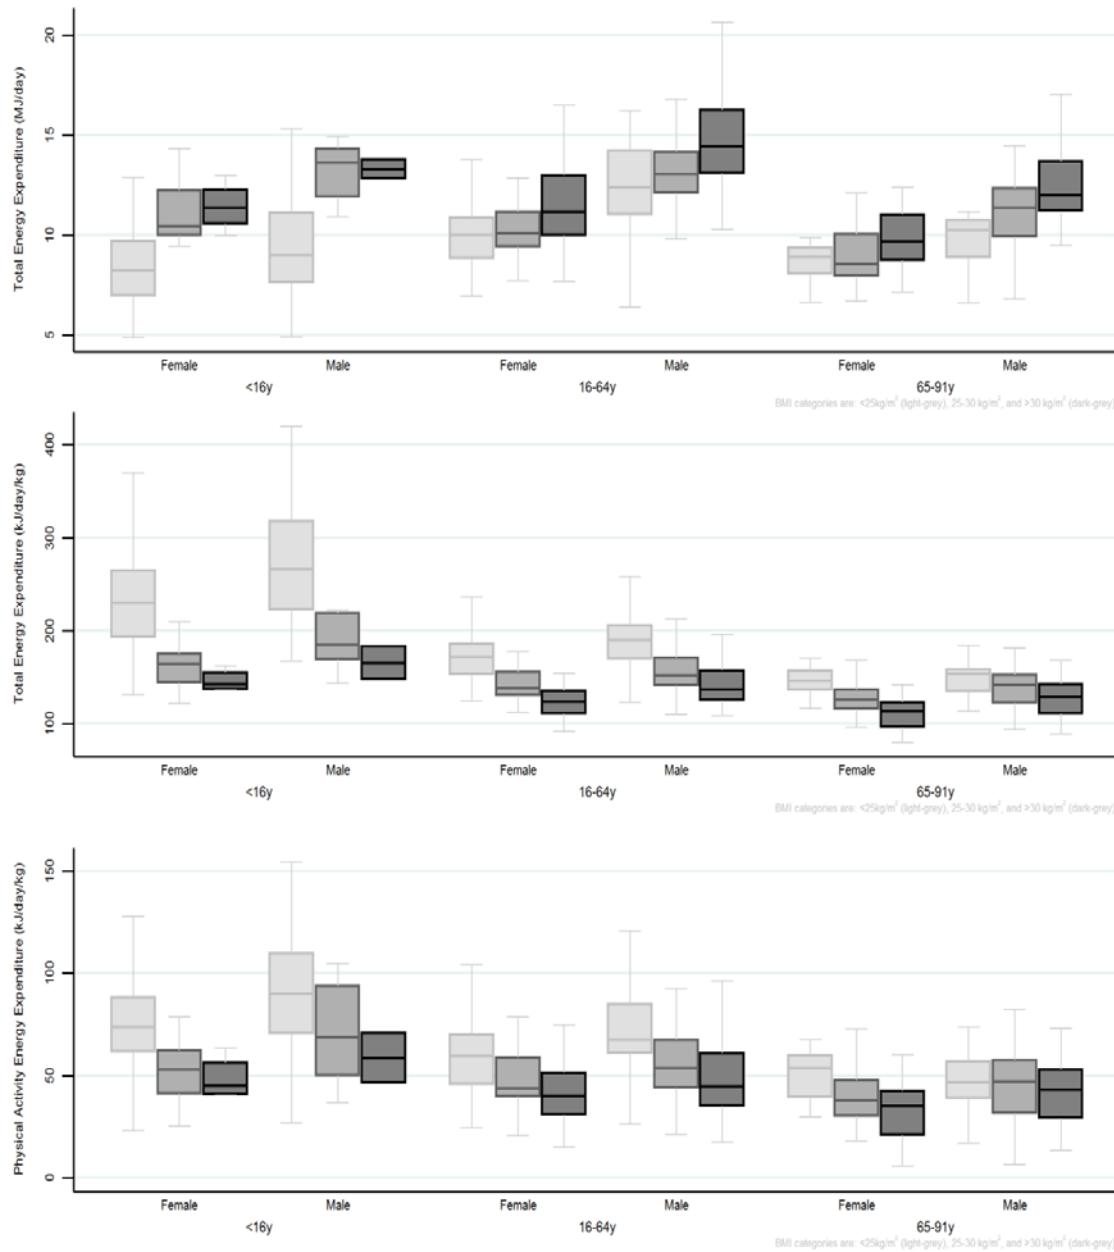 Total Energy Expenditure (MJ/day)
20
15
10
5
Female
Male
Female
Male
Female
Male
<16y
16-64y
65-91y
BMI categories are: <25kg/m² (light-grey), 25-30 kg/m², and >30 kg/m² (dark-grey)
Total Energy Expenditure (kJ/day/kg)
400
300
200
100
Female
Male
Female
Male
Female
Male
<16y
16-64y
65-91y
BMI categories are: <25kg/m² (light-grey), 25-30 kg/m², and >30 kg/m² (dark-grey)
Physical Activity Energy Expenditure (kJ/day/kg)
150
100
50
0
Female
Male
Female
Male
Female
Male
<16y
16-64y
65-91y
BMI categories are: <25kg/m² (light-grey), 25-30 kg/m², and >30 kg/m² (dark-grey)